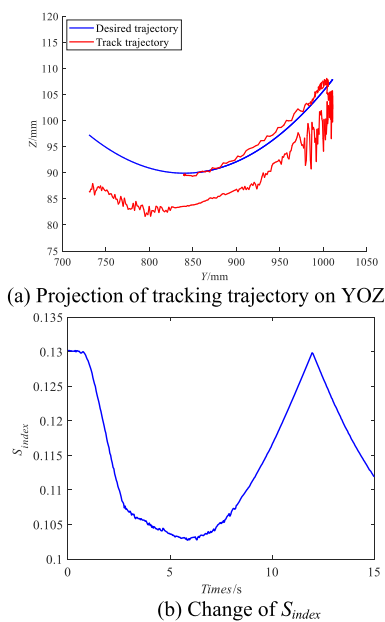 120
115
110
105
100
95
90
85
80
75
Z/mm
Desired trajectory
Track trajectory
700 750 800 850 900 950 1000 1050
Y/mm
(a) Projection of tracking trajectory on YOZ
0.135
0.13
0.125
0.12
0.115
0.11
0.105
0.1
S_index
0 5 10 15
Times/s
(b) Change of S_index